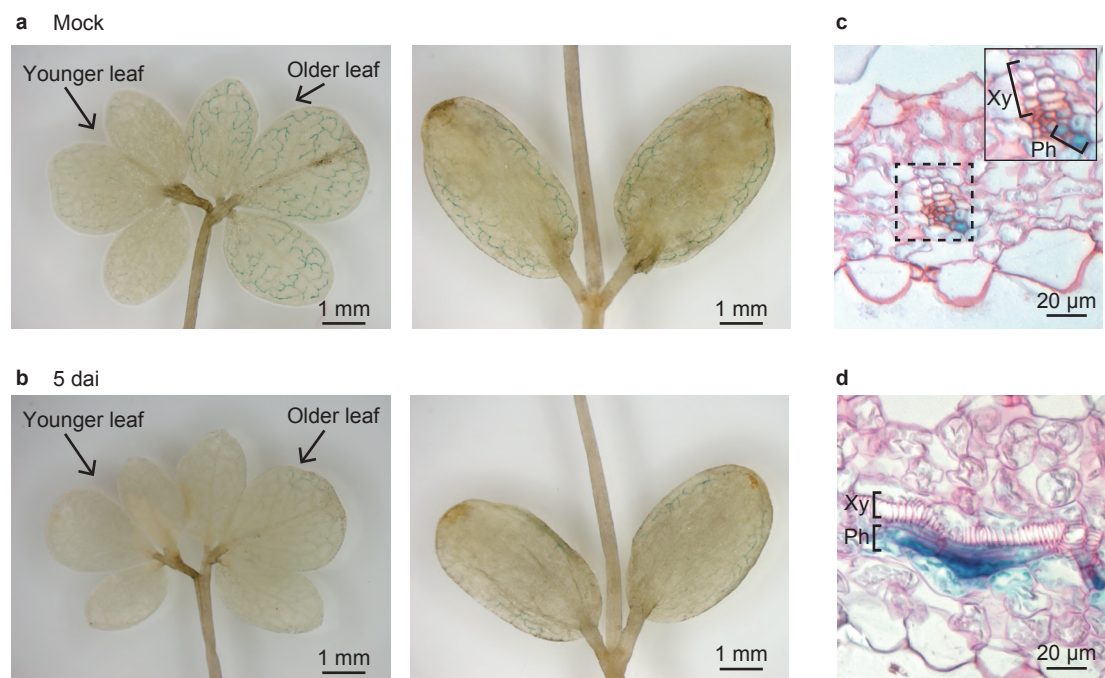 a Mock
Younger leaf
Older leaf
1 mm
1 mm
c
Xy
Ph
20 µm
b 5 dai
Younger leaf
Older leaf
1 mm
1 mm
d
Xy
Ph
20 µm